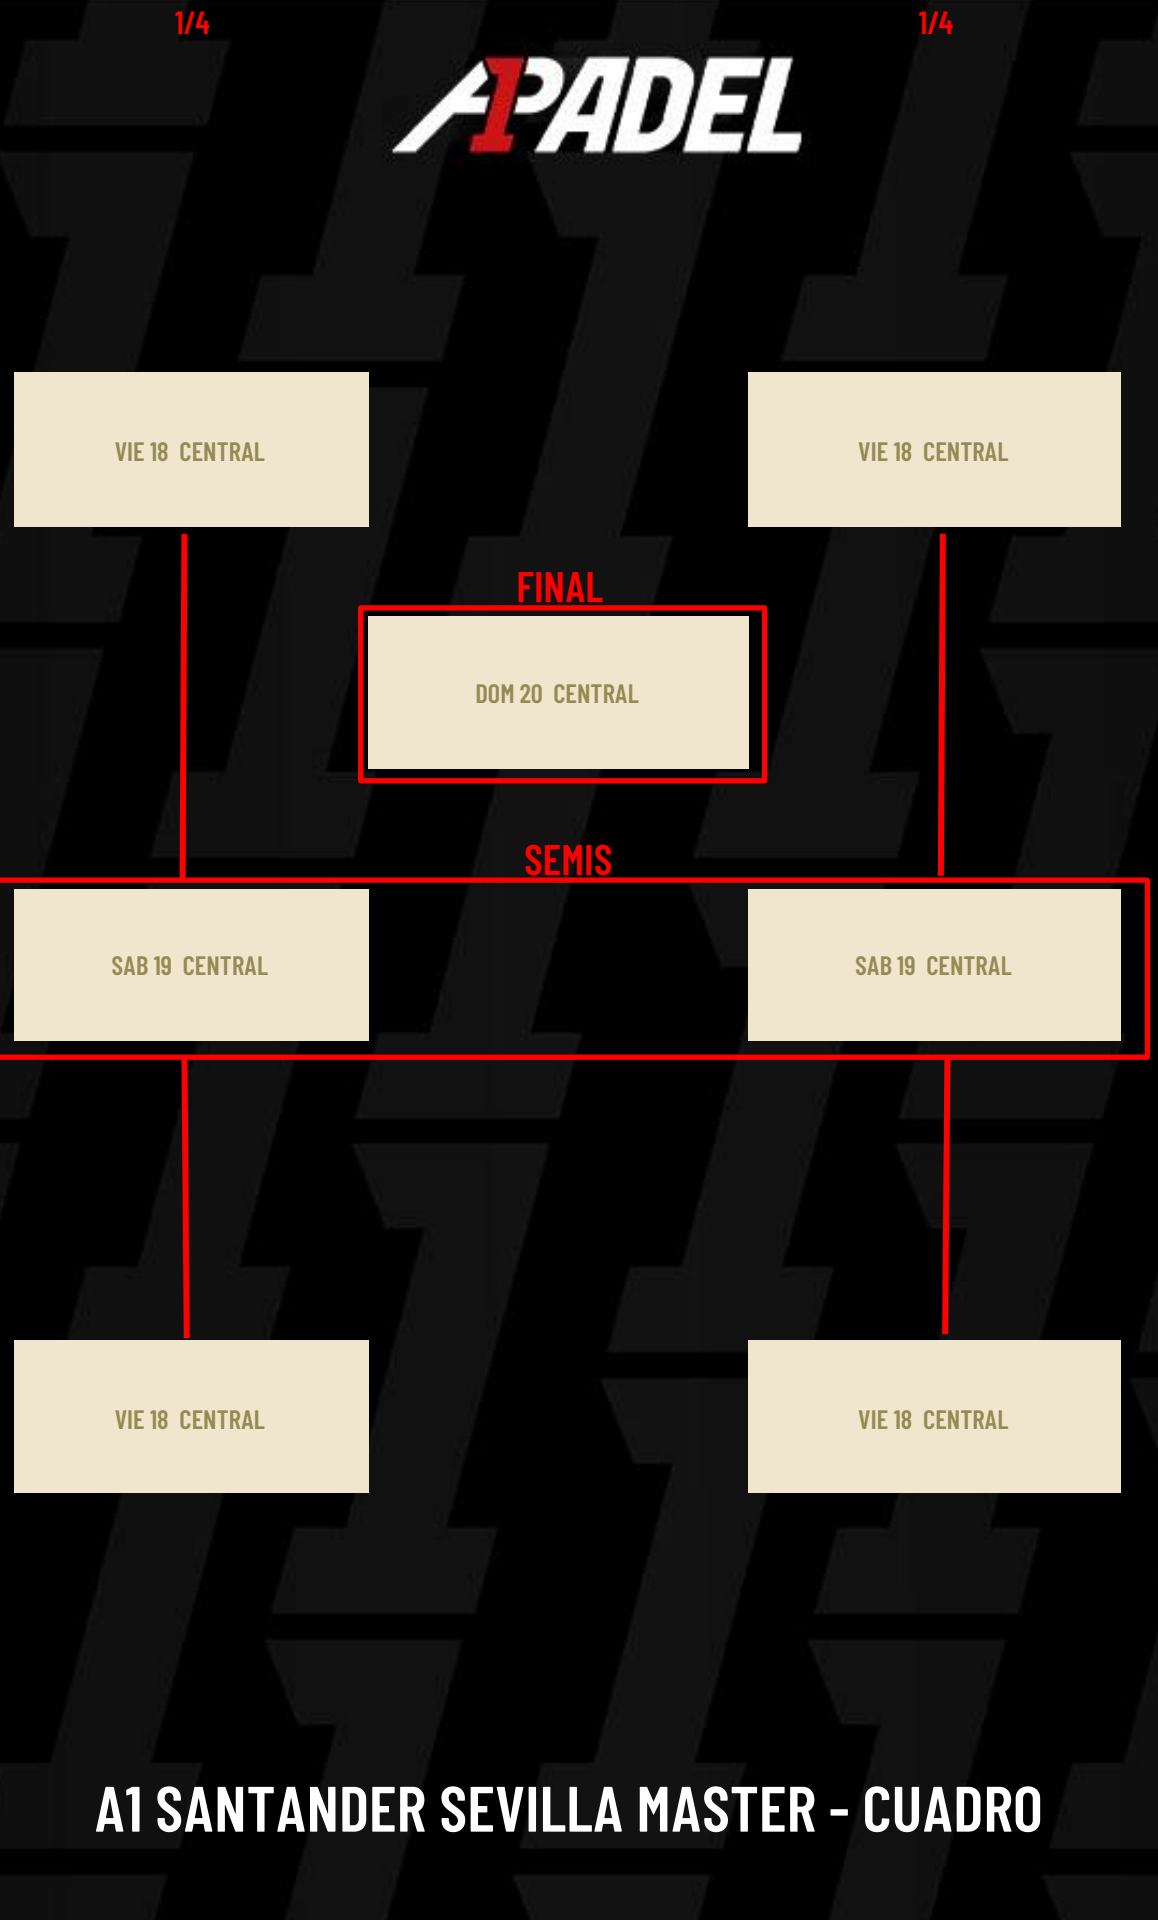 1/4 1/4
A1PADEL
VIE 18 CENTRAL VIE 18 CENTRAL
FINAL
DOM 20 CENTRAL
SEMIS
SAB 19 CENTRAL SAB 19 CENTRAL
VIE 18 CENTRAL VIE 18 CENTRAL
A1 SANTANDER SEVILLA MASTER - CUADRO